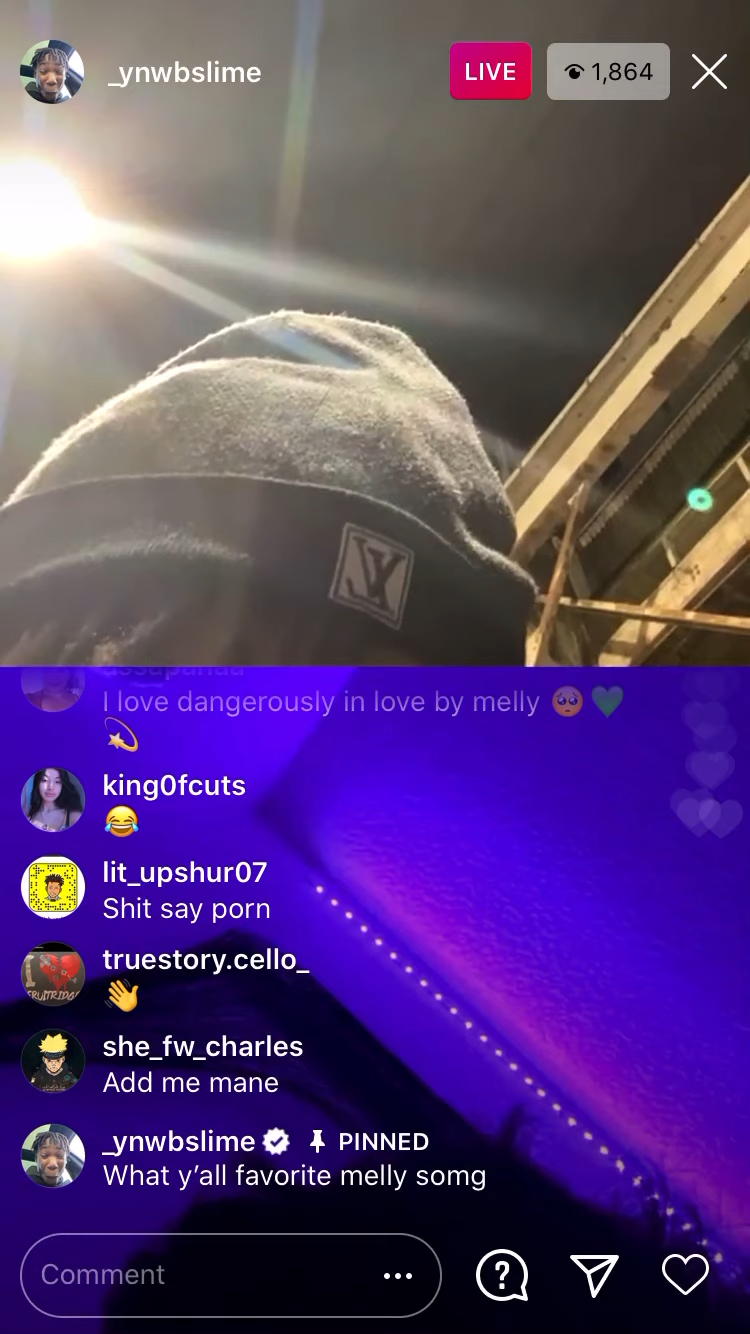 _ynwbslime
LIVE
1,864
I love dangerously in love by melly 🥺💚
💫
king0fcuts
😂
lit_upshur07
Shit say porn
truestory.cello_
👋
she_fw_charles
Add me mane
_ynwbslime PINNED
What y’all favorite melly somg
Comment